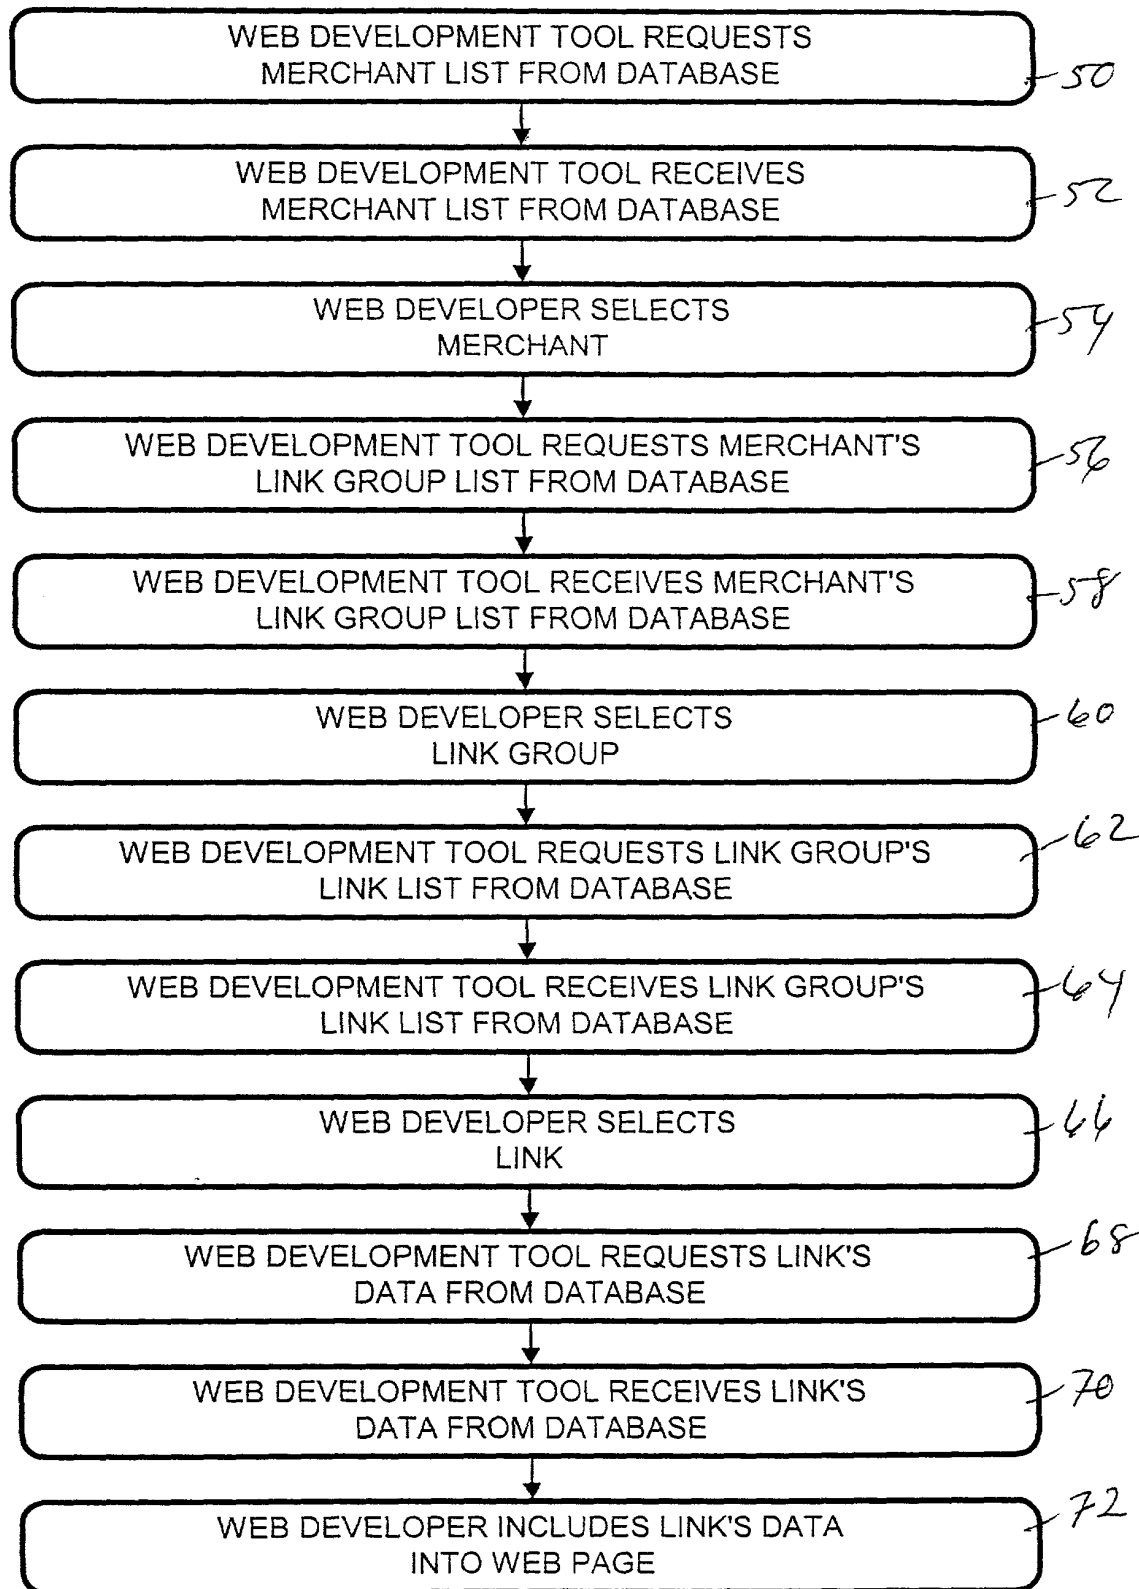 WEB DEVELOPMENT TOOL REQUESTS
MERCHANT LIST FROM DATABASE
50
WEB DEVELOPMENT TOOL RECEIVES
MERCHANT LIST FROM DATABASE
52
WEB DEVELOPER SELECTS
MERCHANT
54
WEB DEVELOPMENT TOOL REQUESTS MERCHANT'S
LINK GROUP LIST FROM DATABASE
56
WEB DEVELOPMENT TOOL RECEIVES MERCHANT'S
LINK GROUP LIST FROM DATABASE
58
WEB DEVELOPER SELECTS
LINK GROUP
60
WEB DEVELOPMENT TOOL REQUESTS LINK GROUP'S
LINK LIST FROM DATABASE
62
WEB DEVELOPMENT TOOL RECEIVES LINK GROUP'S
LINK LIST FROM DATABASE
64
WEB DEVELOPER SELECTS
LINK
66
WEB DEVELOPMENT TOOL REQUESTS LINK'S
DATA FROM DATABASE
68
WEB DEVELOPMENT TOOL RECEIVES LINK'S
DATA FROM DATABASE
70
WEB DEVELOPER INCLUDES LINK'S DATA
INTO WEB PAGE
72